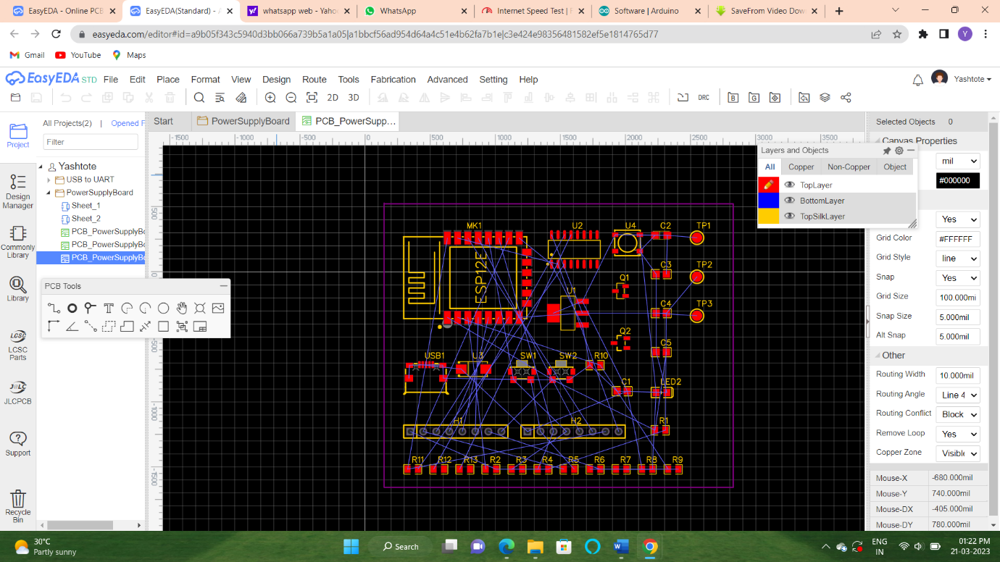 EasyEDA - Online PCB
EasyEDA(Standard) - A
whatsapp web - Yahoo
WhatsApp
Internet Speed Test | F
Software | Arduino
SaveFrom Video Dow
easyeda.com/editor#id=a9b05f343c5940d3bb066a739b5a1a05|a1bbcf56ad954d64a4c51e4b62fa7b1e|c3e424e98356481582ef5e1814765d77
Y
Gmail YouTube Maps
EasyEDA STD File Edit Place Format View Design Route Tools Fabrication Advanced Setting Help Yashtote
2D 3D DRC B G
Project
Design Manager
Commonly Library
Library
LCSC
LCSC Parts
J@LC
JLCPCB
Support
Recycle Bin
All Projects(2) | Opened F
Filter
Yashtote
USB to UART
PowerSupplyBoard
Sheet_1
Sheet_2
PCB_PowerSupplyBo
PCB_PowerSupplyBo
PCB_PowerSupplyBo
Start PowerSupplyBoard PCB_PowerSupp...
-1500 -1000 -500 0 500 1000 1500 2000 2500 3000 3500
500
0
-500
-1000
-1500
PCB Tools
Layers and Objects
All Copper Non-Copper Object
TopLayer
BottomLayer
TopSilkLayer
MK1 U2 U4 C2 TP1
ESP12E
C3 TP2
Q1
U1
C4 TP3
Q2
C5
USB1 U3 SW1 SW2 R10
C1 LED2
H1 H2 R1
R11 R12 R13 R2 R3 R4 R5 R6 R7 R8 R9
Selected Objects 0
Canvas Properties
mil
#000000
Yes
Grid Color #FFFFFF
Grid Style line
Snap Yes
Grid Size 100.000mi
Snap Size 5.000mil
Alt Snap 5.000mil
Other
Routing Width 10.000mil
Routing Angle Line 4
Routing Conflict Block
Remove Loop Yes
Copper Zone Visible
Mouse-X -680.000mil
Mouse-Y 740.000mil
Mouse-DX -405.000mil
Mouse-DY 780.000mil
30°C
Partly sunny
Search
ENG
IN
01:22 PM
21-03-2023